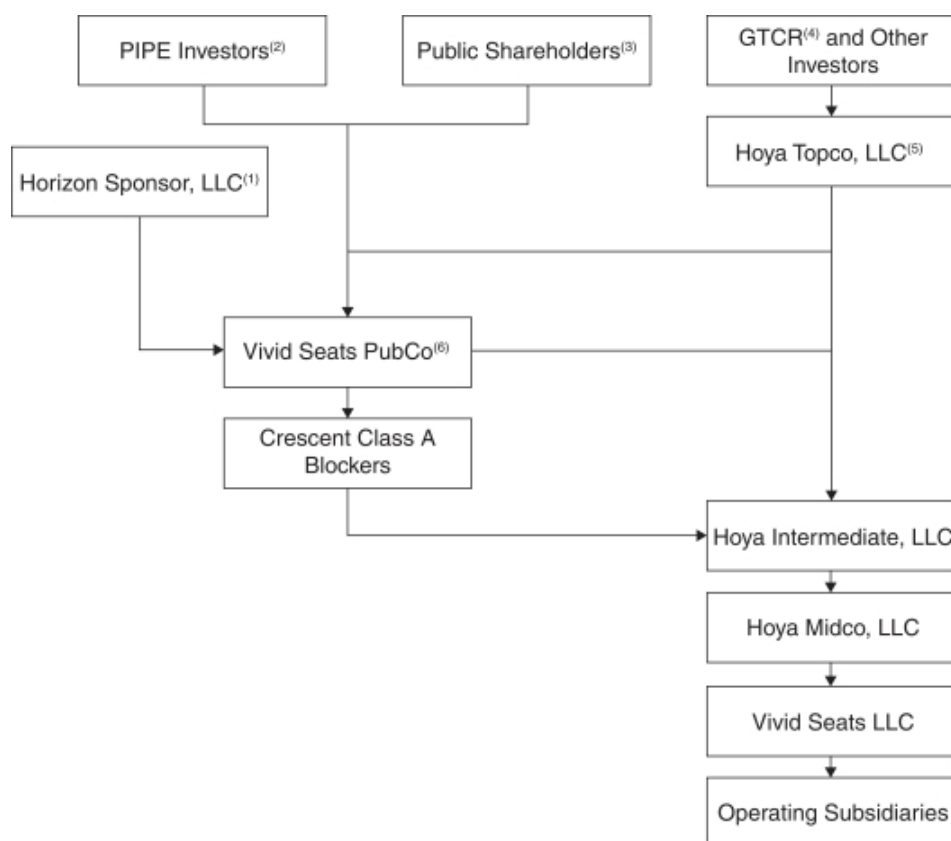 PIPE Investors(2)
Public Shareholders(3)
GTCR(4) and Other
Investors
Hoya Topco, LLC(5)
Horizon Sponsor, LLC(1)
Vivid Seats PubCo(6)
Crescent Class A
Blockers
Hoya Intermediate, LLC
Hoya Midco, LLC
Vivid Seats LLC
Operating Subsidiaries